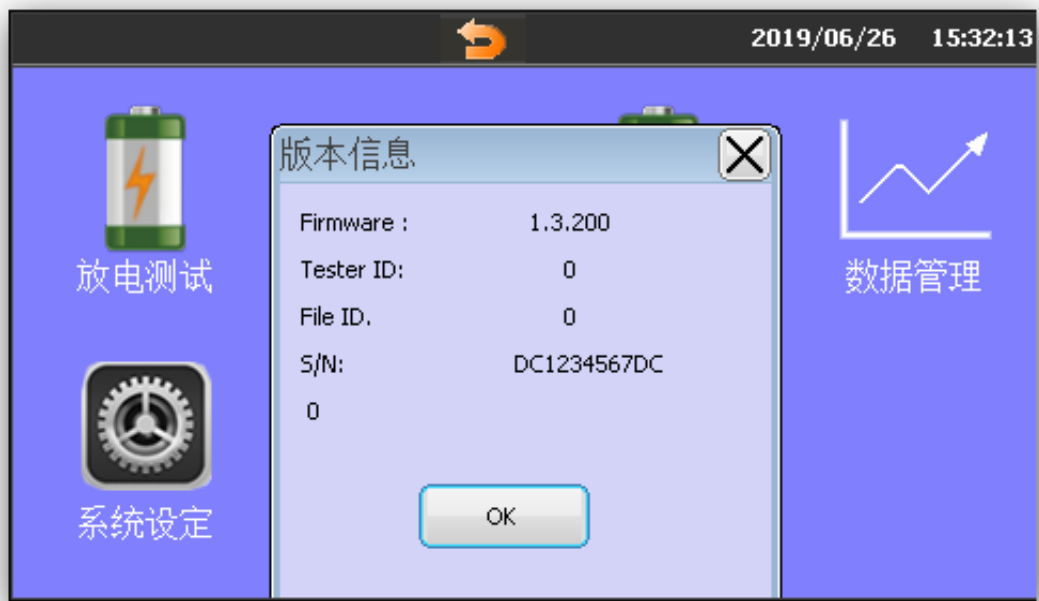 2019/06/26 15:32:13
版本信息
Firmware : 1.3.200
Tester ID: 0
File ID. 0
S/N: DC1234567DC
0
OK
放电测试
数据管理
系统设定